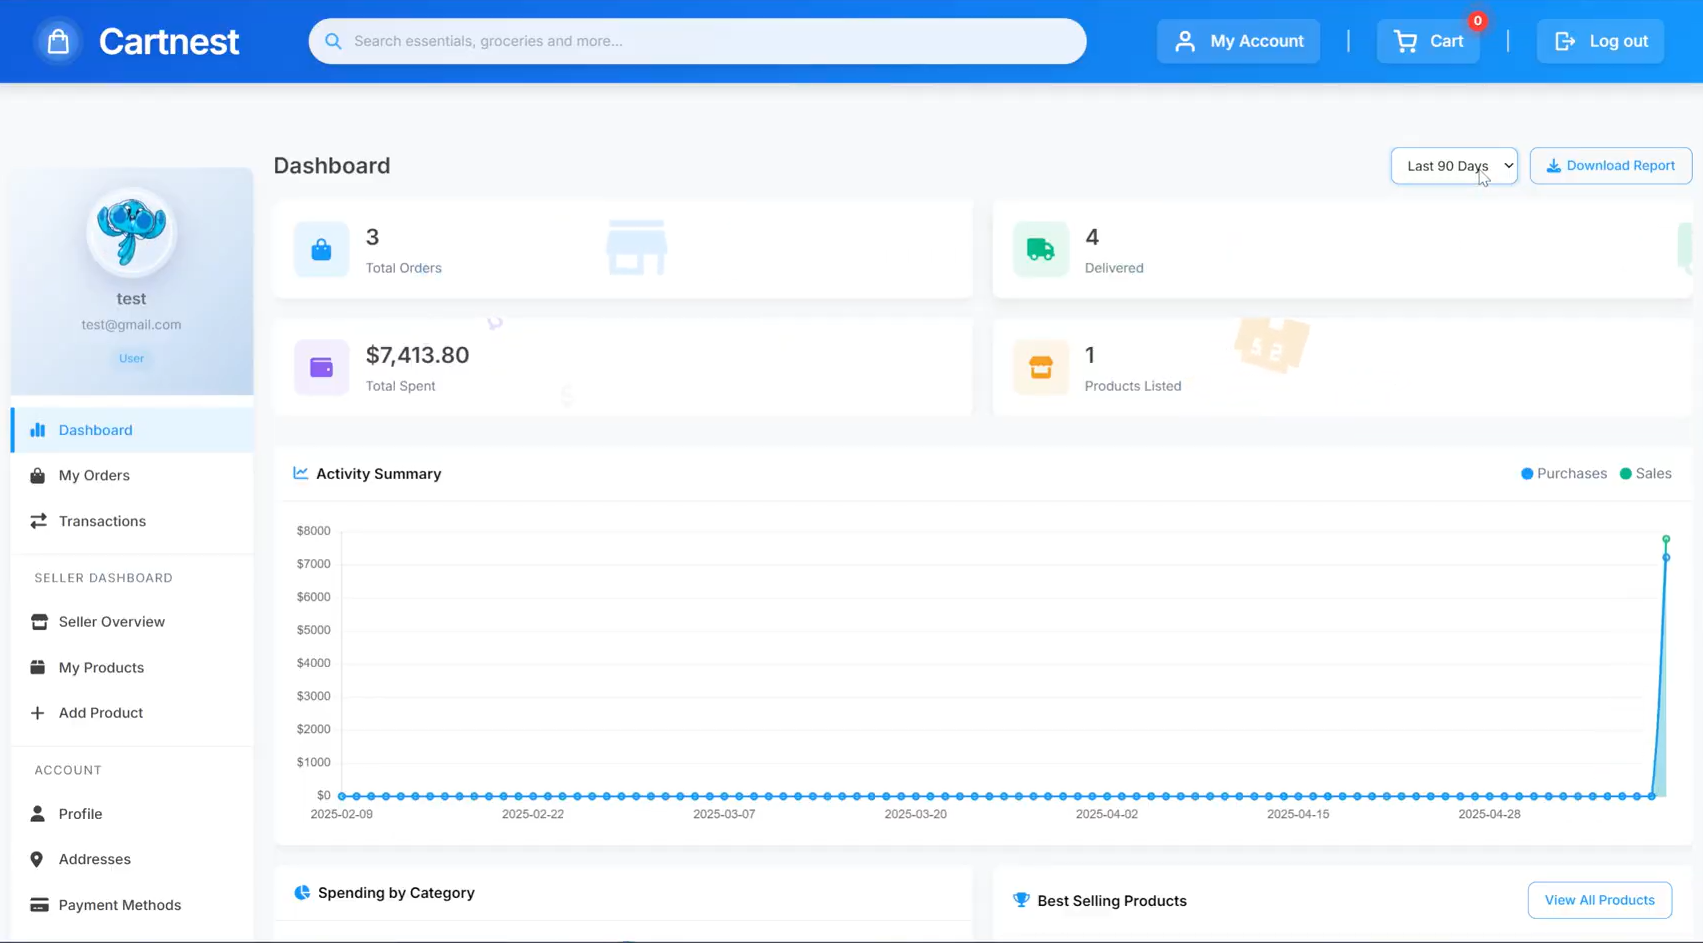 Cartnest
Search essentials, groceries and more...
My Account
Cart
0
Log out
test
test@gmail.com
User
Dashboard
My Orders
Transactions
SELLER DASHBOARD
Seller Overview
My Products
Add Product
ACCOUNT
Profile
Addresses
Payment Methods
Dashboard
Last 90 Days
Download Report
3
Total Orders
4
Delivered
$7,413.80
Total Spent
1
Products Listed
Activity Summary
Purchases
Sales
$8000
$7000
$6000
$5000
$4000
$3000
$2000
$1000
$0
2025-02-09
2025-02-22
2025-03-07
2025-03-20
2025-04-02
2025-04-15
2025-04-28
Spending by Category
Best Selling Products
View All Products